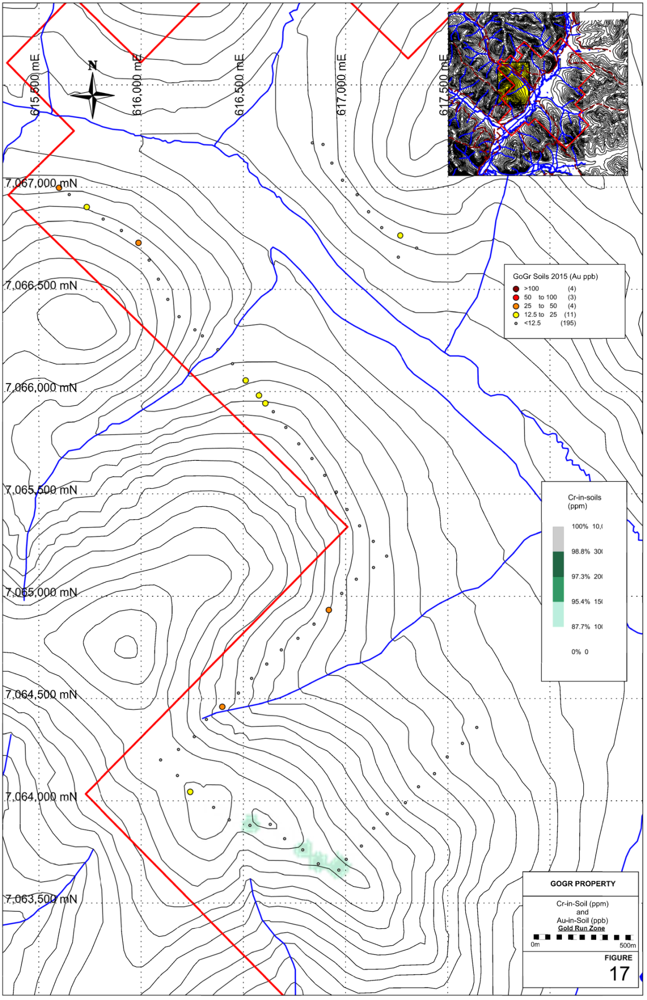 N
615,500 mE
616,000 mE
616,500 mE
617,000 mE
617,500 mE
7,067,000 mN
7,066,500 mN
7,066,000 mN
7,065,500 mN
7,065,000 mN
7,064,500 mN
7,064,000 mN
7,063,500 mN
GoGr Soils 2015 (Au ppb)
>100 (4)
50 to 100 (3)
25 to 50 (4)
12.5 to 25 (11)
<12.5 (195)
Cr-in-soils
(ppm)
100% 10,(
98.8% 30(
97.3% 20(
95.4% 15(
87.7% 10(
0% 0
GOGR PROPERTY
Cr-in-Soil (ppm)
and
Au-in-Soil (ppb)
Gold Run Zone
0m 500m
FIGURE
17